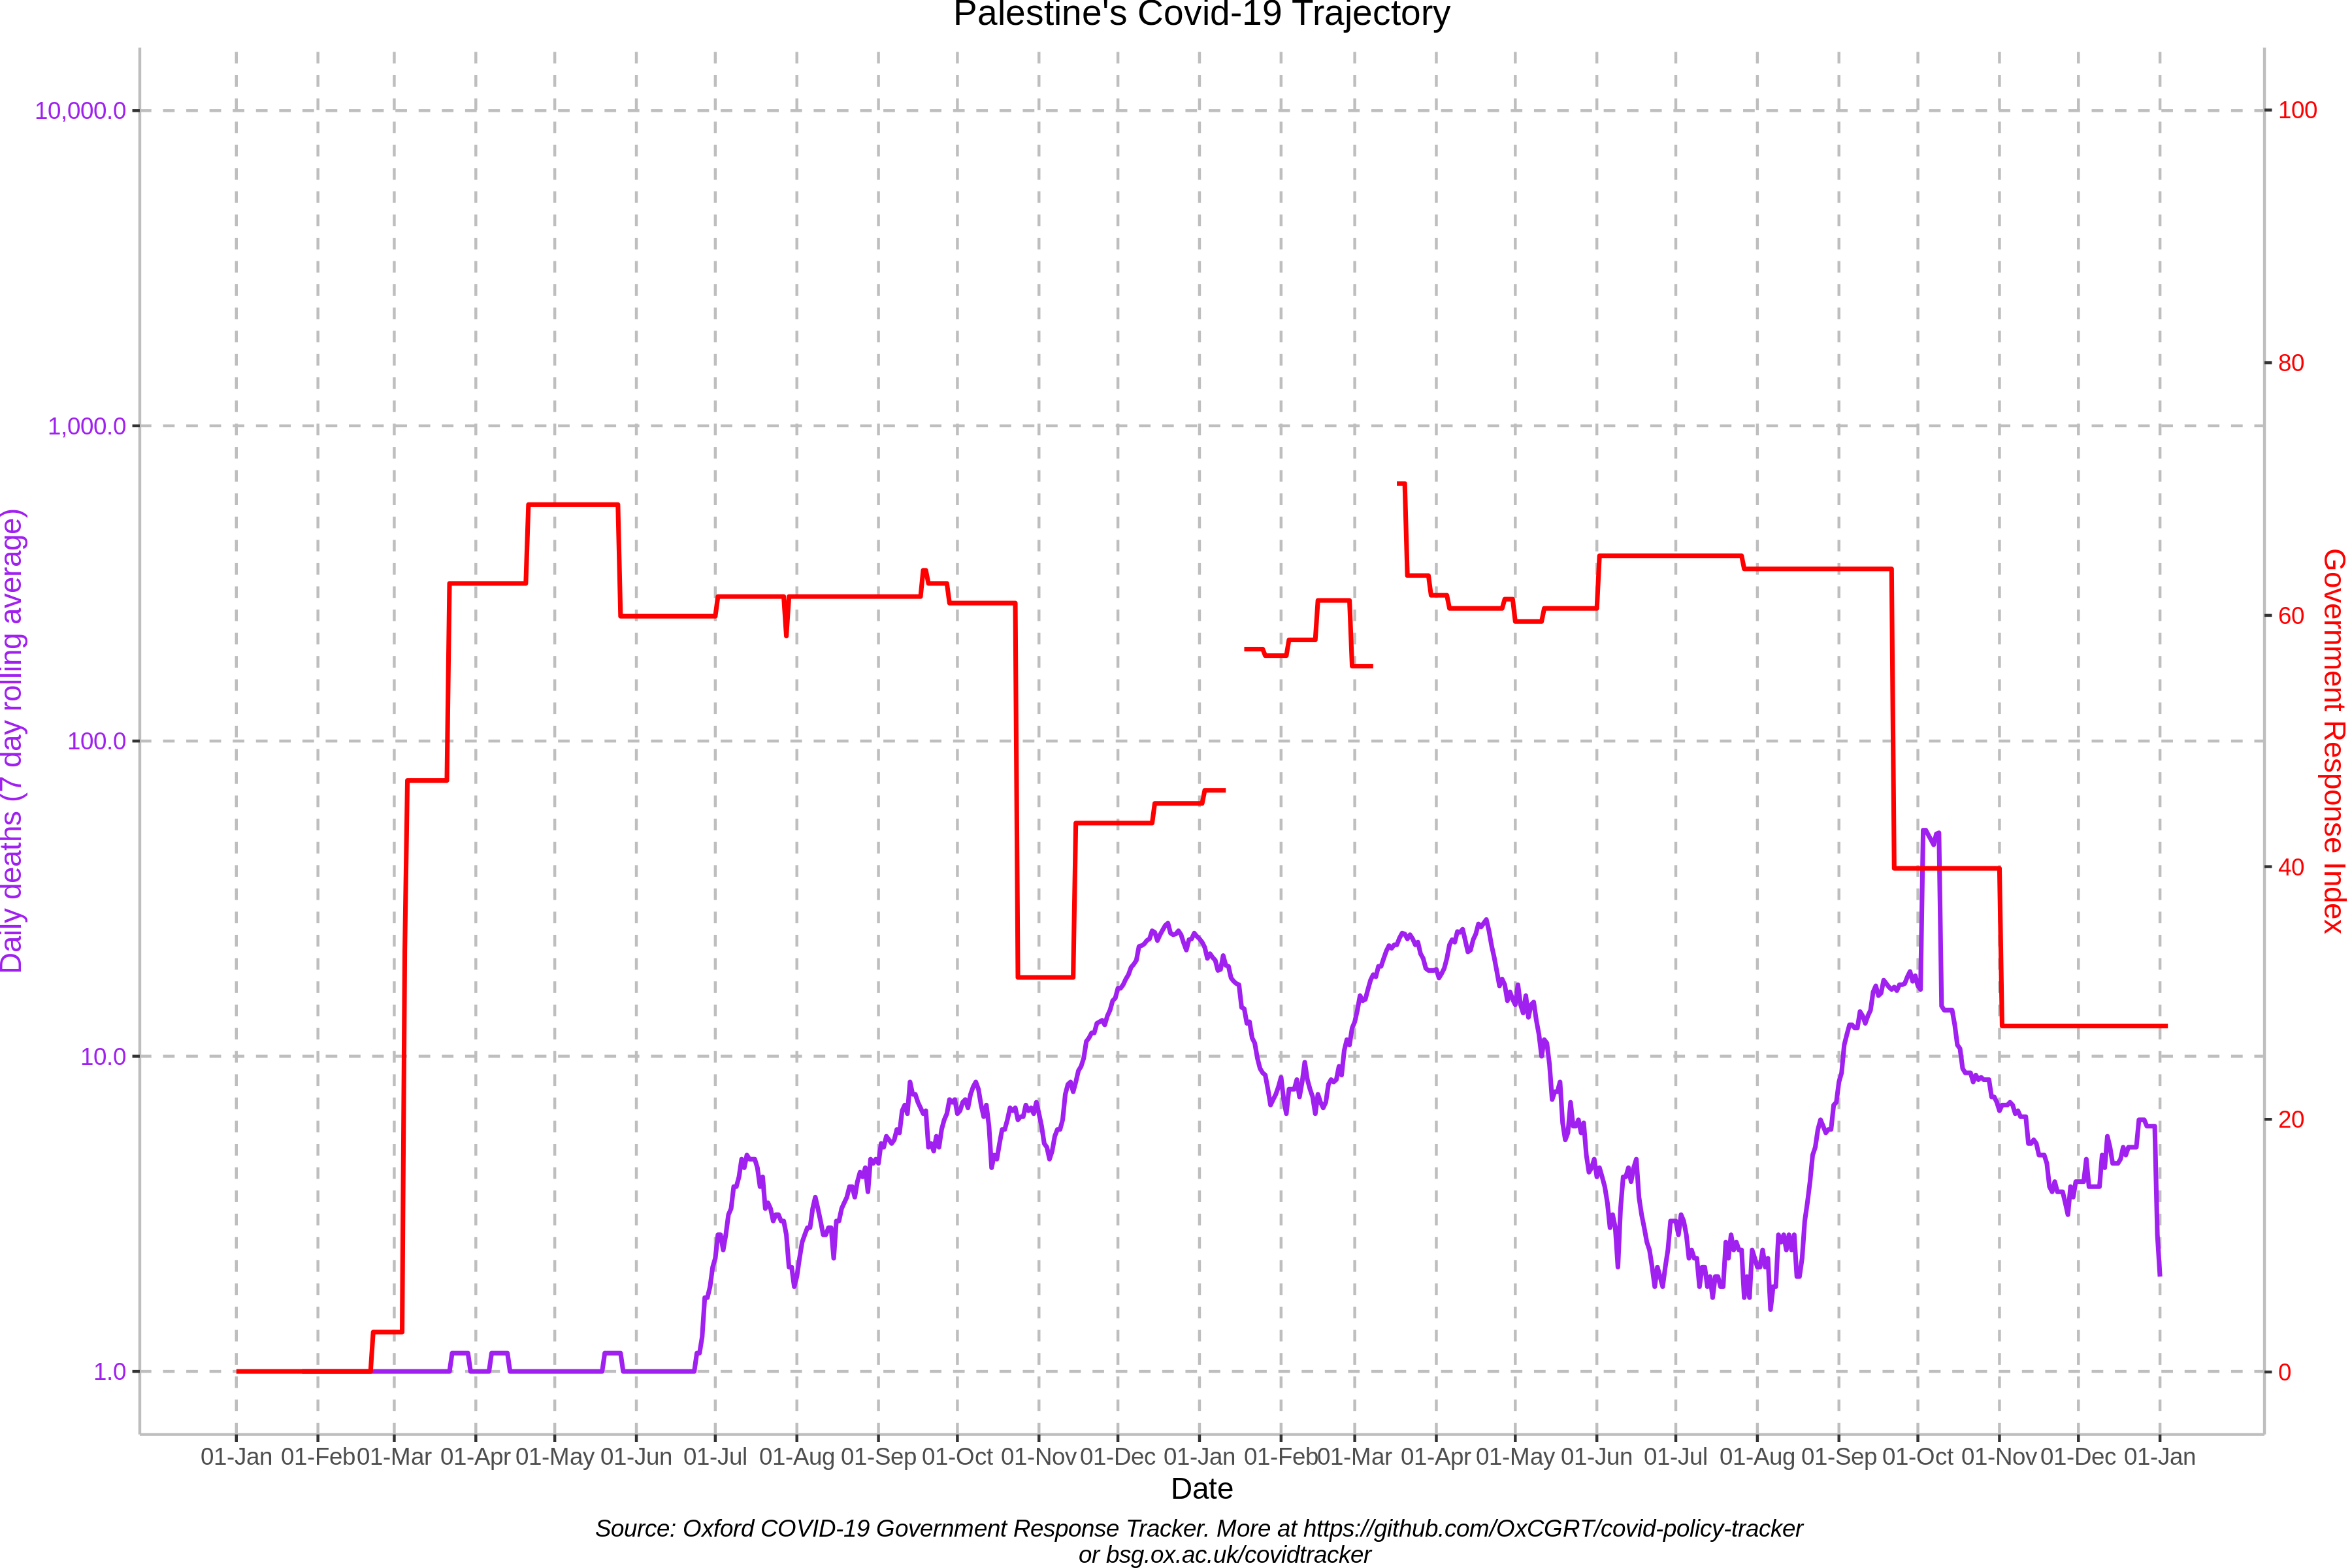 Palestine's Covid-19 Trajectory
Daily deaths (7 day rolling average)
10,000.0
1,000.0
100.0
10.0
1.0
100
80
60
40
20
0
Government Response Index
01-Jan 01-Feb 01-Mar 01-Apr 01-May 01-Jun 01-Jul 01-Aug 01-Sep 01-Oct 01-Nov 01-Dec 01-Jan 01-Feb 01-Mar 01-Apr 01-May 01-Jun 01-Jul 01-Aug 01-Sep 01-Oct 01-Nov 01-Dec 01-Jan
Date
Source: Oxford COVID-19 Government Response Tracker. More at https://github.com/OxCGRT/covid-policy-tracker
or bsg.ox.ac.uk/covidtracker